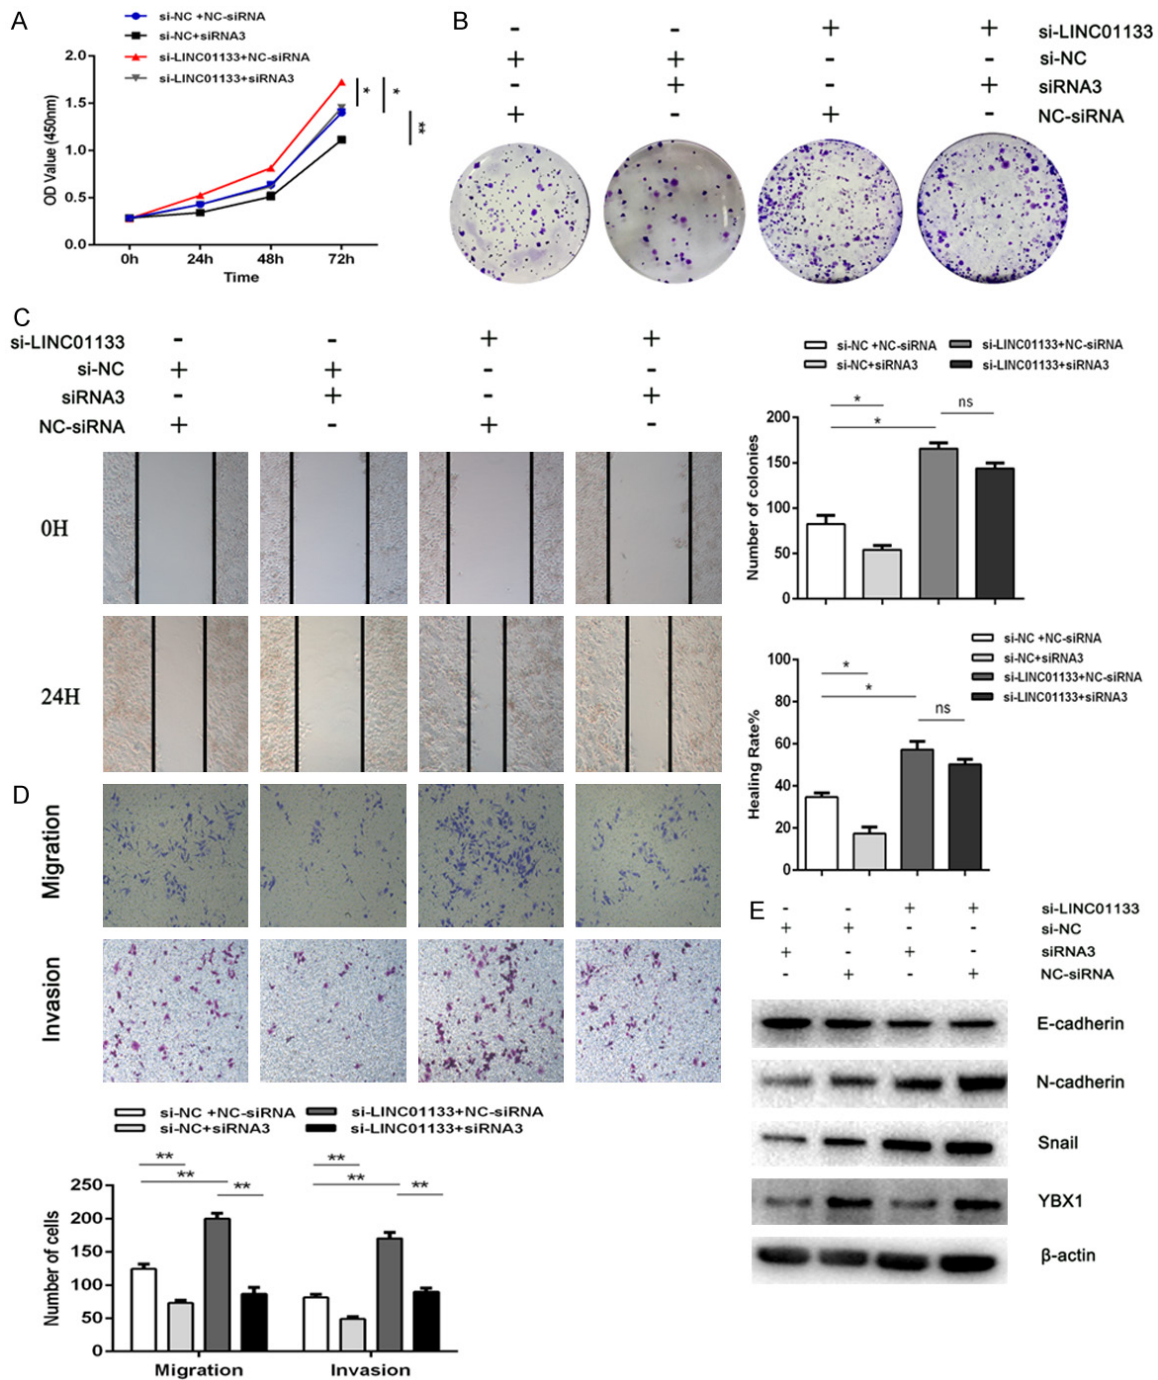 A
si-NC +NC-siRNA
si-NC+siRNA3
si-LINC01133+NC-siRNA
si-LINC01133+siRNA3
OD Value (450nm)
2.0
1.5
1.0
0.5
0.0
0h 24h 48h 72h
Time
* * **
B
- - + + si-LINC01133
+ + - - si-NC
- + - + siRNA3
+ - + - NC-siRNA
C
si-LINC01133 - - + +
si-NC + + - -
siRNA3 - + - +
NC-siRNA + - + -
0H
24H
si-NC +NC-siRNA si-LINC01133+NC-siRNA
si-NC+siRNA3 si-LINC01133+siRNA3
Number of colonies
200
150
100
50
0
* * ns
si-NC +NC-siRNA
si-NC+siRNA3
si-LINC01133+NC-siRNA
si-LINC01133+siRNA3
Healing Rate%
100
80
60
40
20
0
* * ns
D
Migration
Invasion
si-NC +NC-siRNA si-LINC01133+NC-siRNA
si-NC+siRNA3 si-LINC01133+siRNA3
Number of cells
250
200
150
100
50
0
** ** ** ** ** **
Migration Invasion
E
- - + + si-LINC01133
+ + - - si-NC
+ - + - siRNA3
- + - + NC-siRNA
E-cadherin
N-cadherin
Snail
YBX1
β-actin